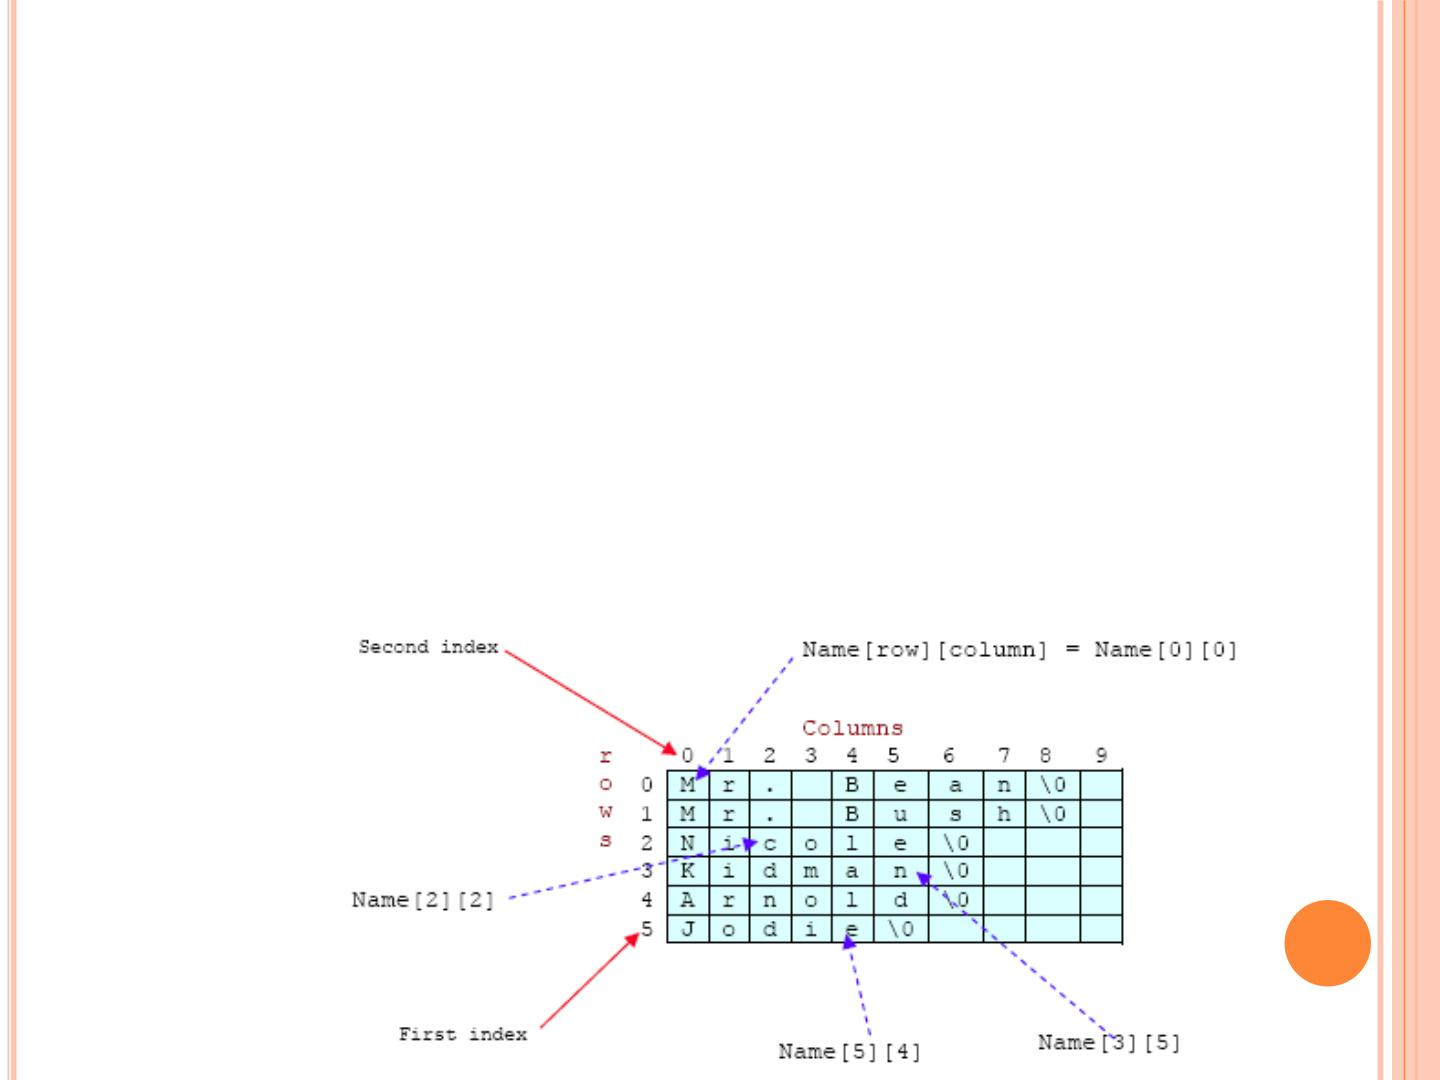 Second index
Name[row][column] = Name[0][0]
Columns
rows
0 1 2 3 4 5 6 7 8 9
0 M r . B e a n \0
1 M r . B u s h \0
2 N i c o l e \0
3 K i d m a n \0
4 A r n o l d \0
5 J o d i e \0
Name[2][2]
First index
Name[5][4]
Name[3][5]